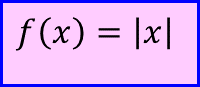 f(x) = |x|